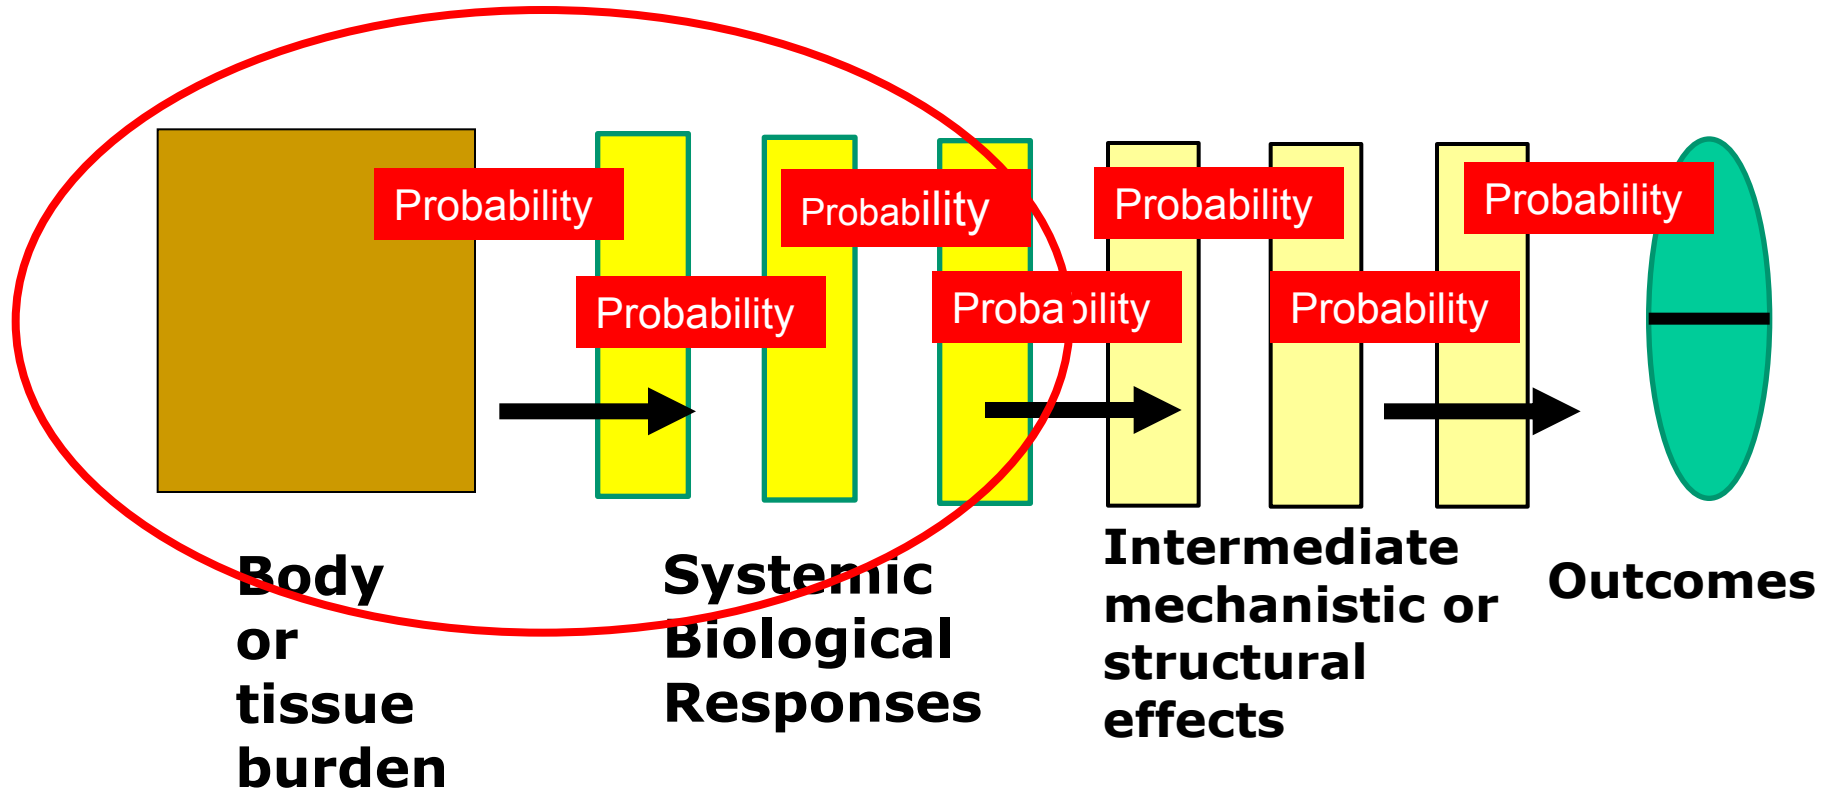 Probability
Probability
Probability
Probability
Probability
Probability
Probability
Body
or
tissue
burden
Systemic
Biological
Responses
Intermediate
mechanistic or
structural
effects
Outcomes